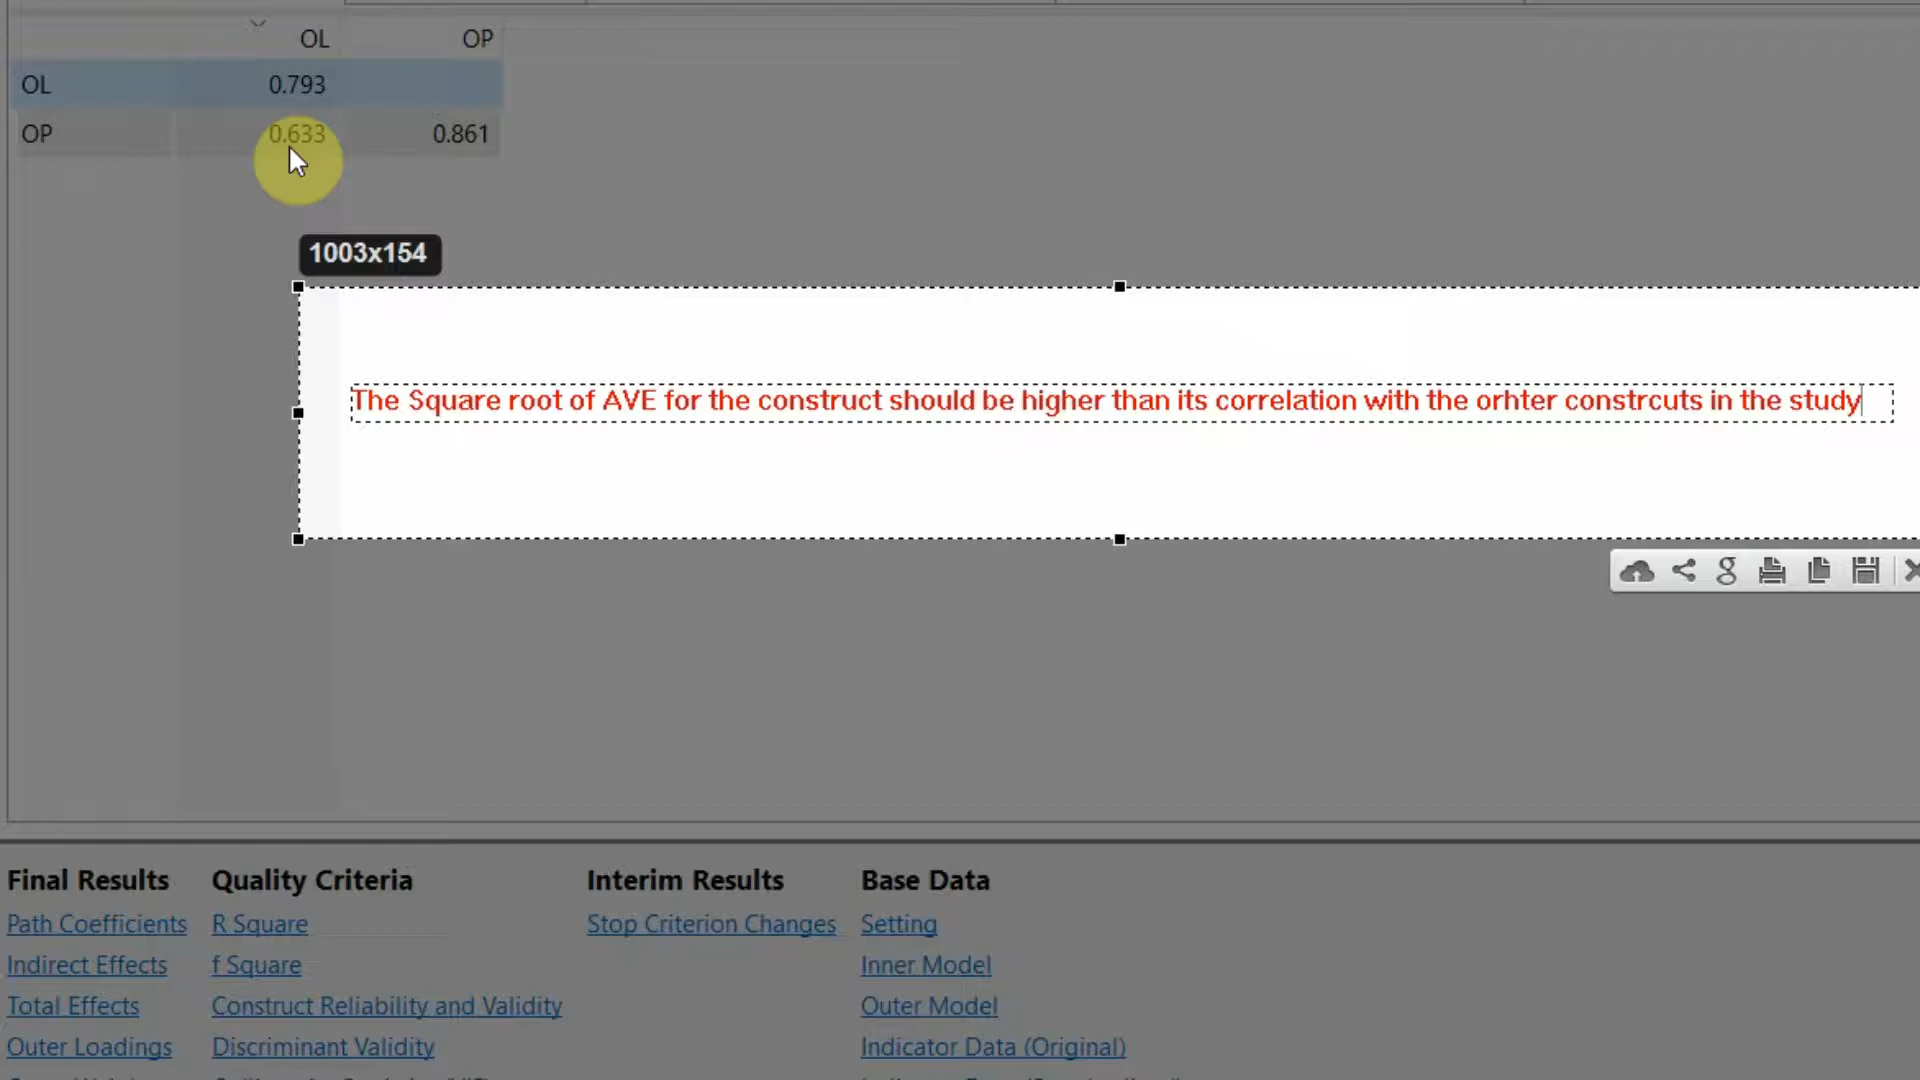 OL OP
OL 0.793
OP 0.633 0.861
1003x154
The Square root of AVE for the construct should be higher than its correlation with the orhter constrcuts in the study
Final Results Quality Criteria Interim Results Base Data
Path Coefficients R Square Stop Criterion Changes Setting
Indirect Effects f Square Inner Model
Total Effects Construct Reliability and Validity Outer Model
Outer Loadings Discriminant Validity Indicator Data (Original)